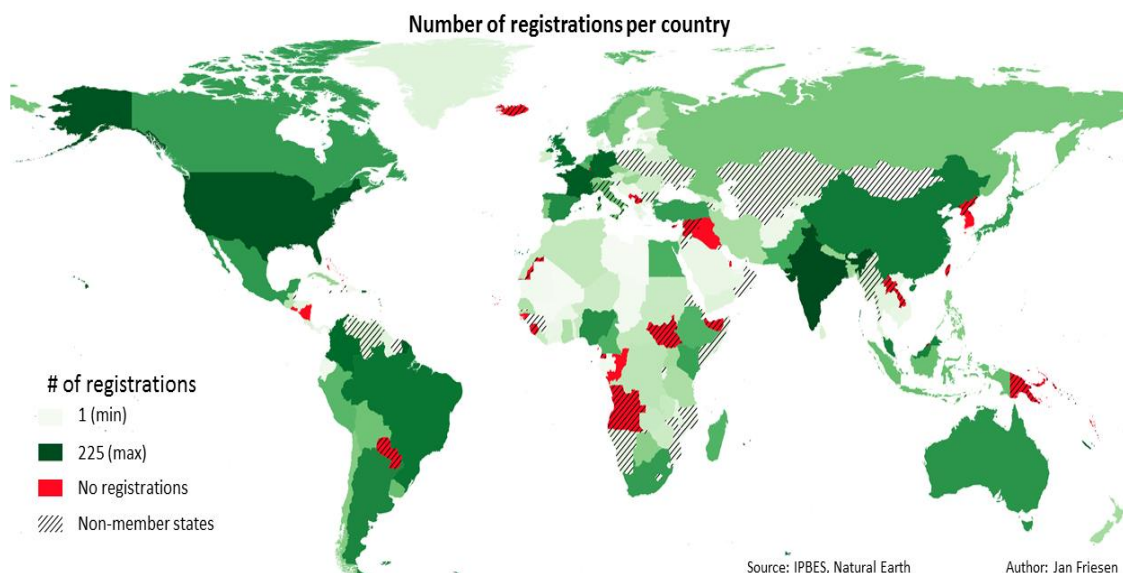 Number of registrations per country
# of registrations
1 (min)
225 (max)
No registrations
Non-member states
Source: IPBES, Natural Earth
Author: Jan Friesen